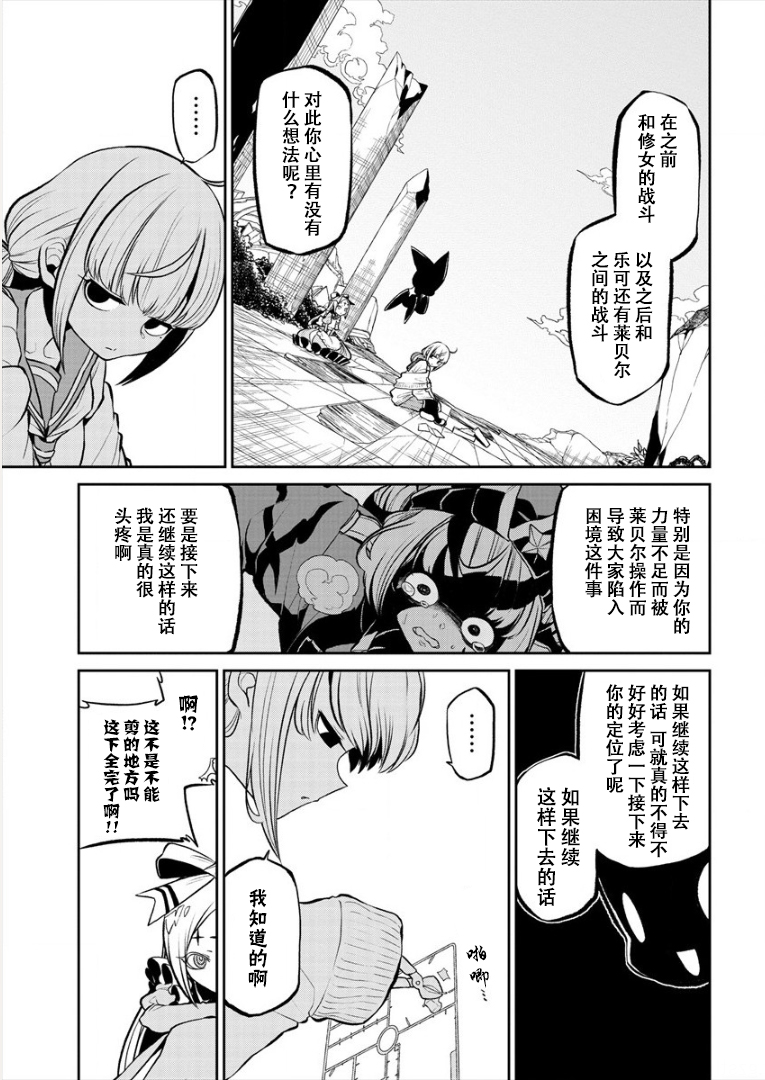 在之前
和修女的战斗
以及之后和
乐可还有莱贝尔
之间的战斗
对此你心里有没有
什么想法呢？
……
特别是因为你的
力量不足而被
莱贝尔操作而
导致大家陷入
困境这件事
要是接下来
还继续这样的话
我是真的很
头疼啊
如果继续这样下去
的话 可就真的不得不
好好考虑一下接下来
你的定位了呢
如果继续
这样下去的话
……
啪唧…
我知道的啊
啊!?
这不是不能
剪的地方吗
这下全完了啊!!